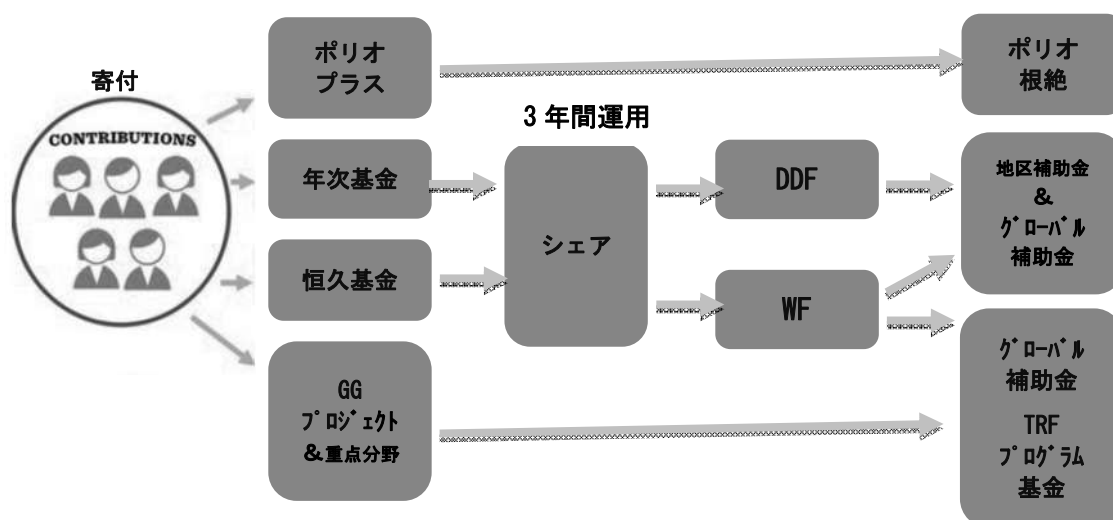 寄付
CONTRIBUTIONS
ポリオ
プラス
年次基金
恒久基金
GG
ﾌﾟﾛｼﾞｪｸﾄ
&重点分野
3 年間運用
シェア
DDF
WF
ポリオ
根絶
地区補助金
&
ｸﾞﾛｰﾊﾞﾙ
補助金
ｸﾞﾛｰﾊﾞﾙ
補助金
TRF
ﾌﾟﾛｸﾞﾗﾑ
基金